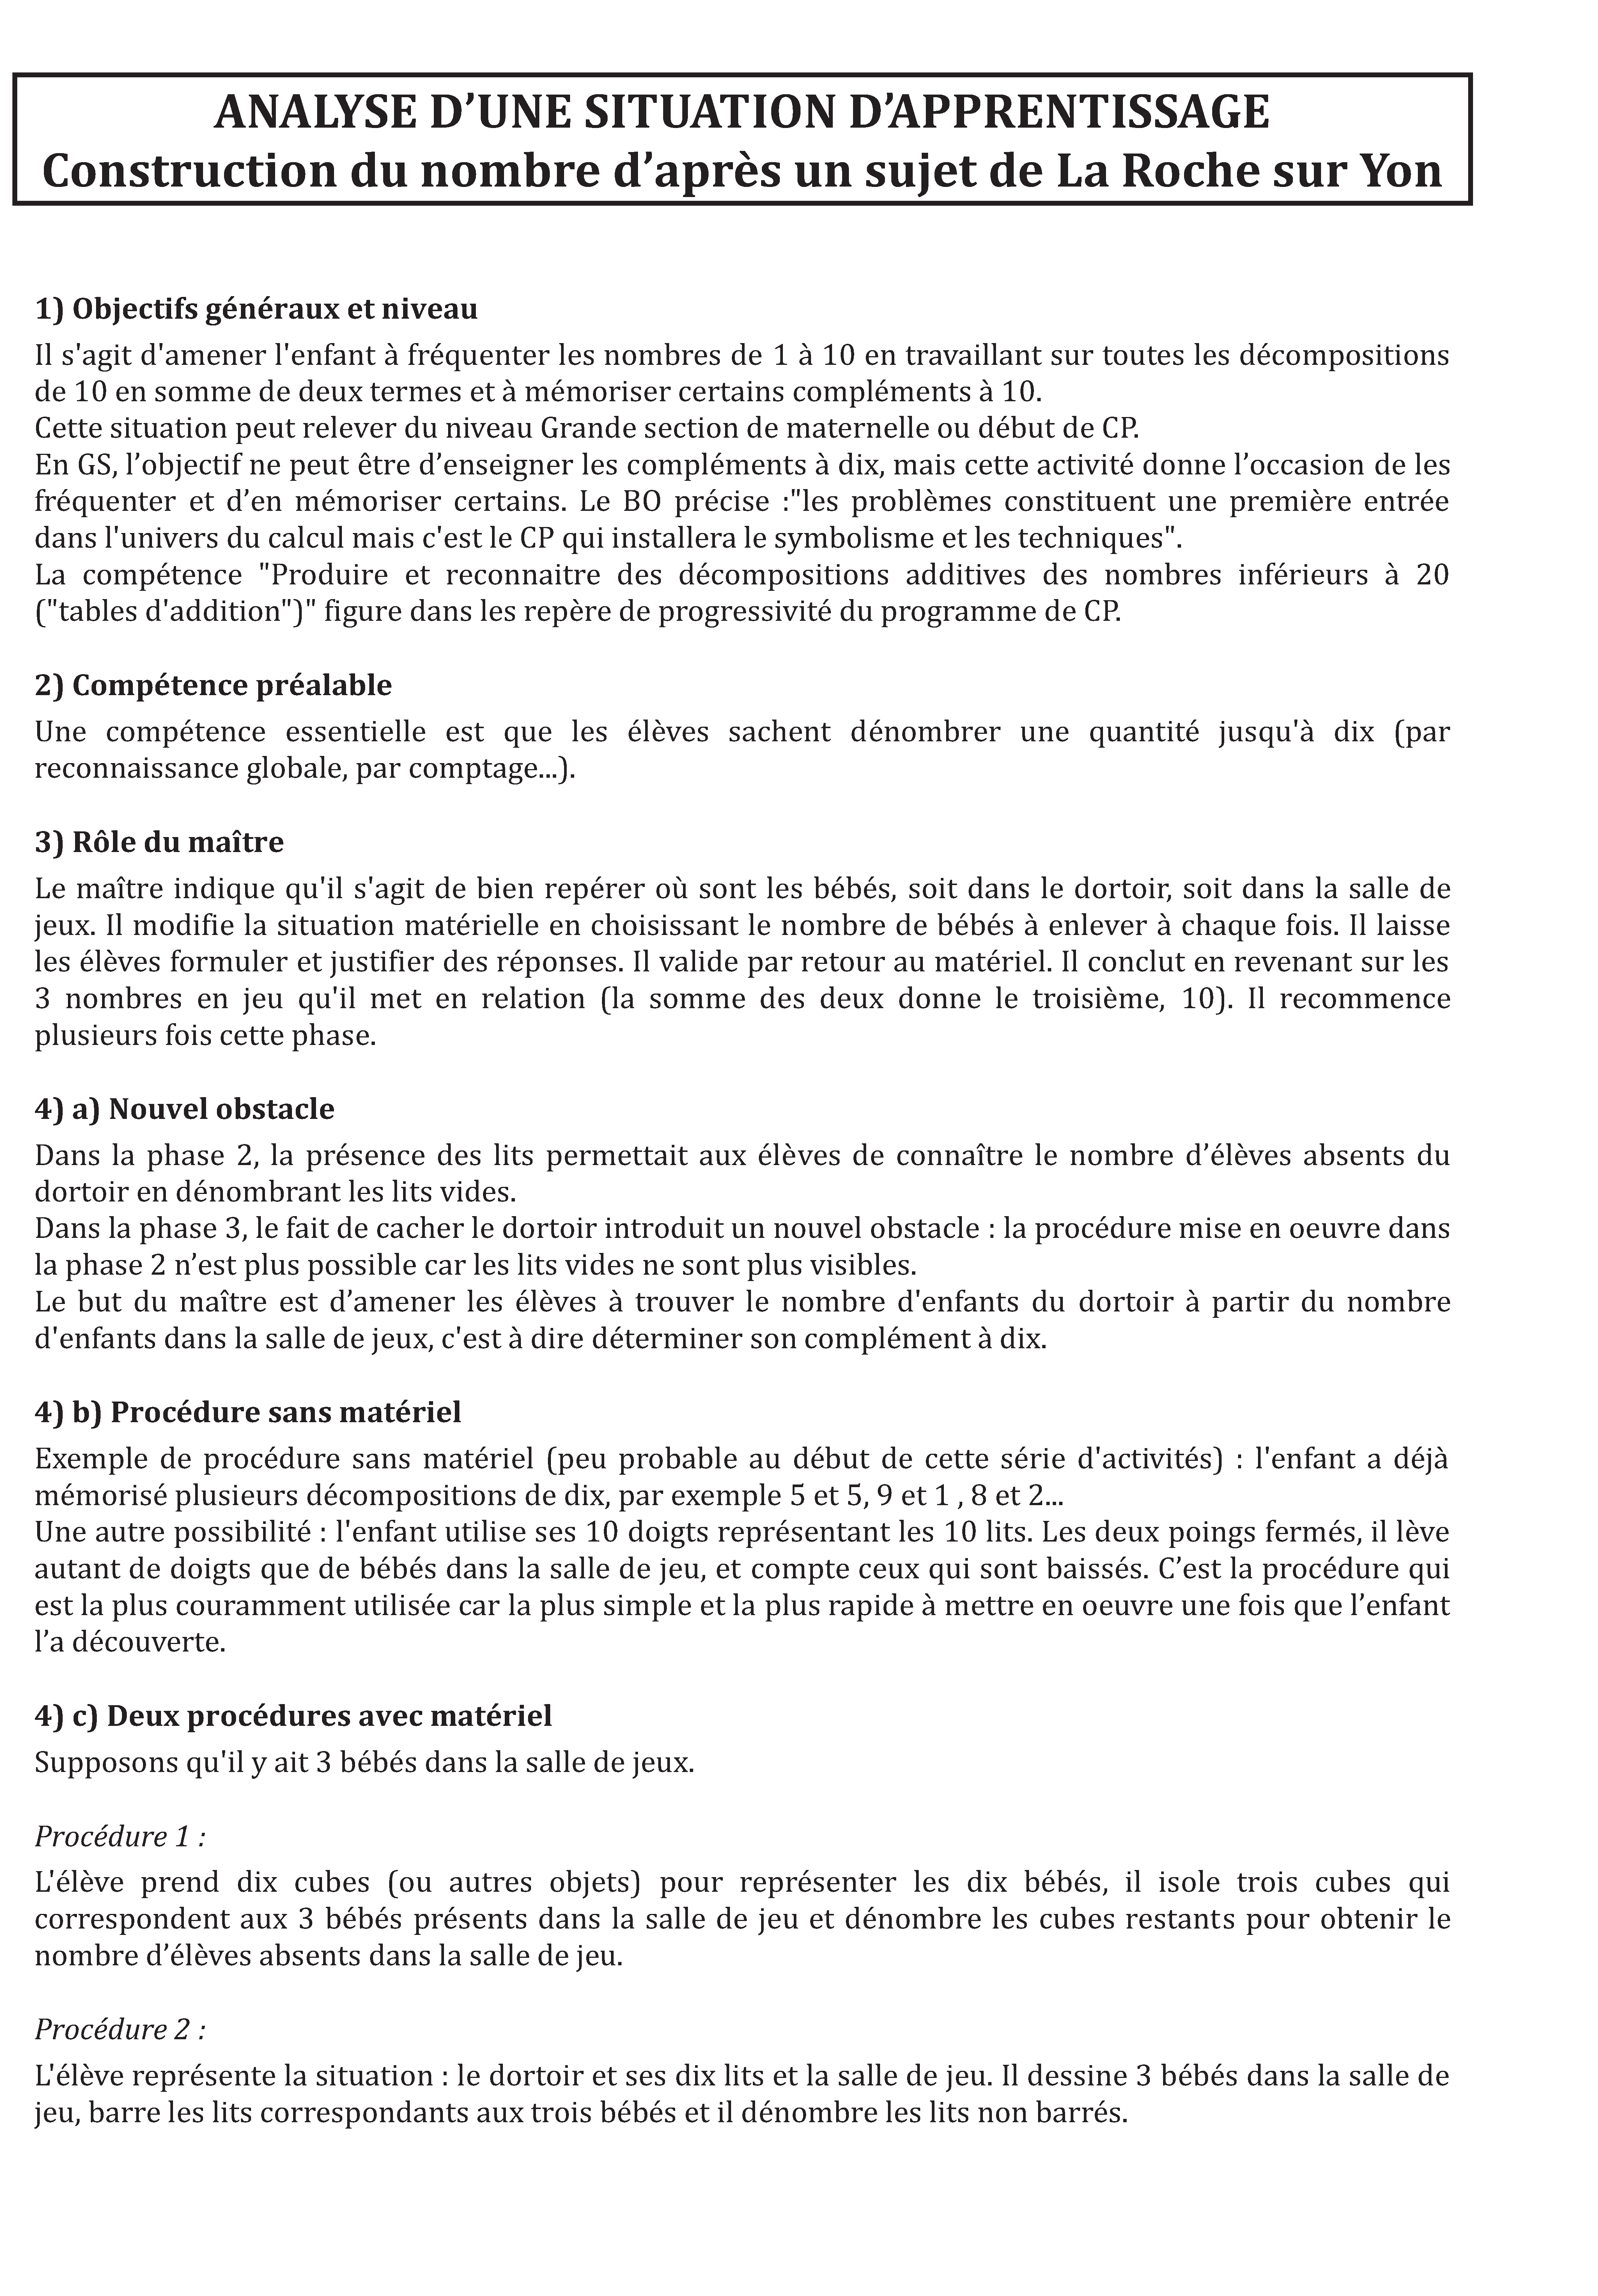 ANALYSE D’UNE SITUATION D’APPRENTISSAGE
Construction du nombre d’après un sujet de La Roche sur Yon
1) Objectifs généraux et niveau
Il s'agit d'amener l'enfant à fréquenter les nombres de 1 à 10 en travaillant sur toutes les décompositions
de 10 en somme de deux termes et à mémoriser certains compléments à 10.
Cette situation peut relever du niveau Grande section de maternelle ou début de CP.
En GS, l’objectif ne peut être d’enseigner les compléments à dix, mais cette activité donne l’occasion de les
fréquenter et d’en mémoriser certains. Le BO précise :"les problèmes constituent une première entrée
dans l'univers du calcul mais c'est le CP qui installera le symbolisme et les techniques".
La compétence "Produire et reconnaitre des décompositions additives des nombres inférieurs à 20
("tables d'addition")" figure dans les repère de progressivité du programme de CP.
2) Compétence préalable
Une compétence essentielle est que les élèves sachent dénombrer une quantité jusqu'à dix (par
reconnaissance globale, par comptage...).
3) Rôle du maître
Le maître indique qu'il s'agit de bien repérer où sont les bébés, soit dans le dortoir, soit dans la salle de
jeux. Il modifie la situation matérielle en choisissant le nombre de bébés à enlever à chaque fois. Il laisse
les élèves formuler et justifier des réponses. Il valide par retour au matériel. Il conclut en revenant sur les
3 nombres en jeu qu'il met en relation (la somme des deux donne le troisième, 10). Il recommence
plusieurs fois cette phase.
4) a) Nouvel obstacle
Dans la phase 2, la présence des lits permettait aux élèves de connaître le nombre d’élèves absents du
dortoir en dénombrant les lits vides.
Dans la phase 3, le fait de cacher le dortoir introduit un nouvel obstacle : la procédure mise en oeuvre dans
la phase 2 n’est plus possible car les lits vides ne sont plus visibles.
Le but du maître est d’amener les élèves à trouver le nombre d'enfants du dortoir à partir du nombre
d'enfants dans la salle de jeux, c'est à dire déterminer son complément à dix.
4) b) Procédure sans matériel
Exemple de procédure sans matériel (peu probable au début de cette série d'activités) : l'enfant a déjà
mémorisé plusieurs décompositions de dix, par exemple 5 et 5, 9 et 1 , 8 et 2...
Une autre possibilité : l'enfant utilise ses 10 doigts représentant les 10 lits. Les deux poings fermés, il lève
autant de doigts que de bébés dans la salle de jeu, et compte ceux qui sont baissés. C’est la procédure qui
est la plus couramment utilisée car la plus simple et la plus rapide à mettre en oeuvre une fois que l’enfant
l’a découverte.
4) c) Deux procédures avec matériel
Supposons qu'il y ait 3 bébés dans la salle de jeux.
Procédure 1 :
L'élève prend dix cubes (ou autres objets) pour représenter les dix bébés, il isole trois cubes qui
correspondent aux 3 bébés présents dans la salle de jeu et dénombre les cubes restants pour obtenir le
nombre d’élèves absents dans la salle de jeu.
Procédure 2 :
L'élève représente la situation : le dortoir et ses dix lits et la salle de jeu. Il dessine 3 bébés dans la salle de
jeu, barre les lits correspondants aux trois bébés et il dénombre les lits non barrés.